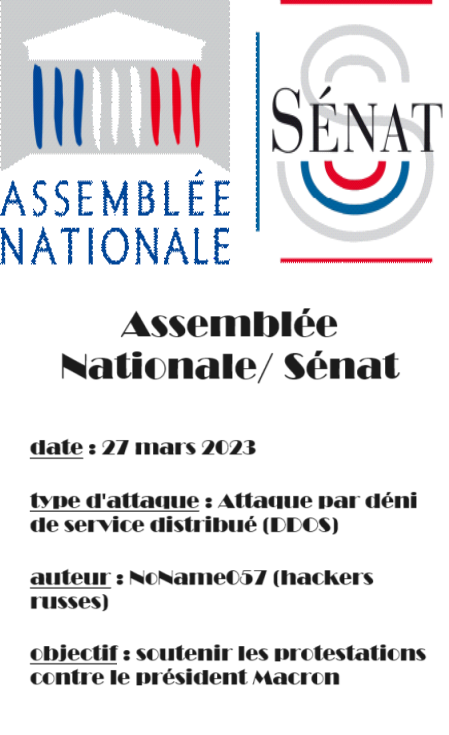 ASSEMBLÉE
NATIONALE
SÉNAT
Assemblée
Nationale/ Sénat
date : 27 mars 2023
type d'attaque : Attaque par déni
de service distribué (DDOS)
auteur : NoName057 (hackers
russes)
objectif : soutenir les protestations
contre le président Macron